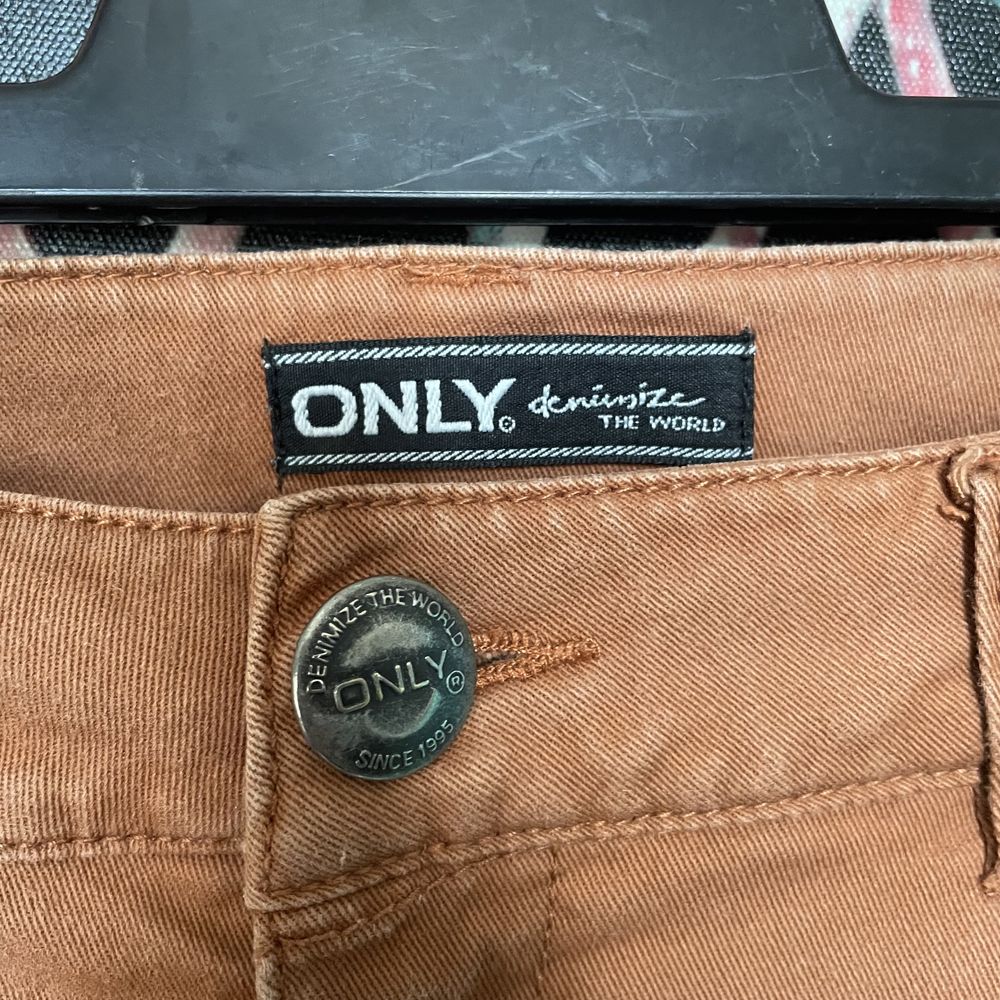 ONLY® denimize
THE WORLD
DENIMIZE THE WORLD
ONLY®
SINCE 1995